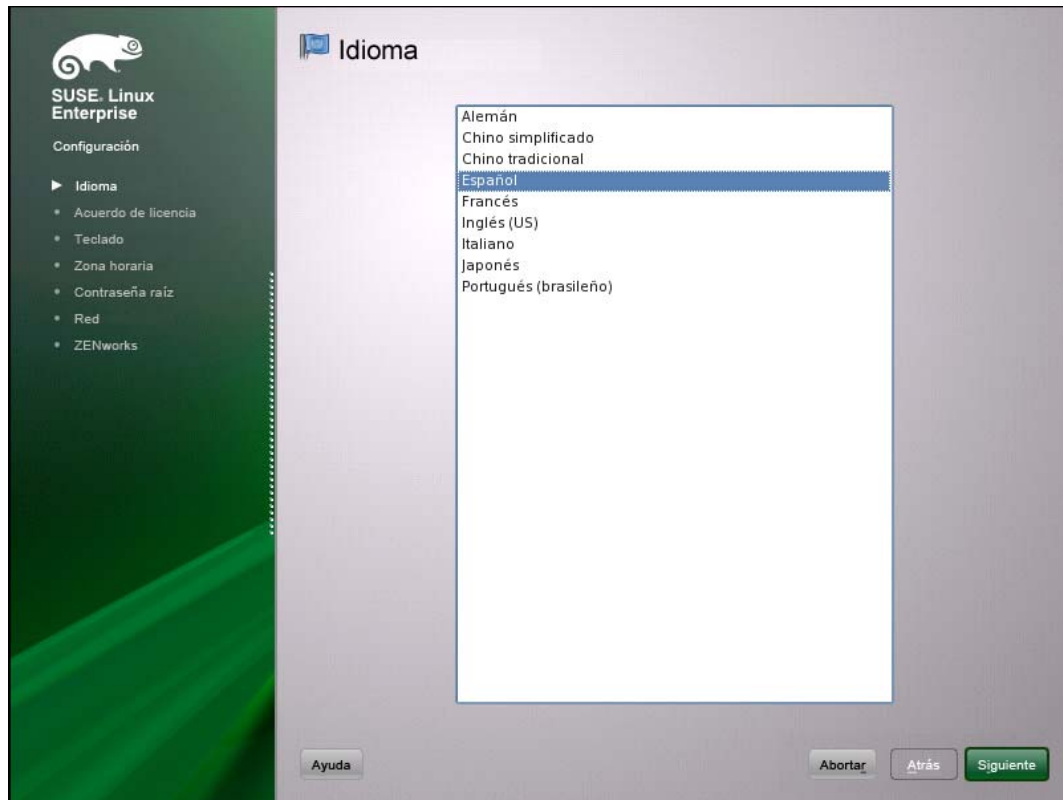 SUSE. Linux
Enterprise
Configuración
Idioma
Acuerdo de licencia
Teclado
Zona horaria
Contraseña raíz
Red
ZENworks
Idioma
Alemán
Chino simplificado
Chino tradicional
Español
Francés
Inglés (US)
Italiano
Japonés
Portugués (brasileño)
Ayuda
Abortar
Atrás
Siguiente